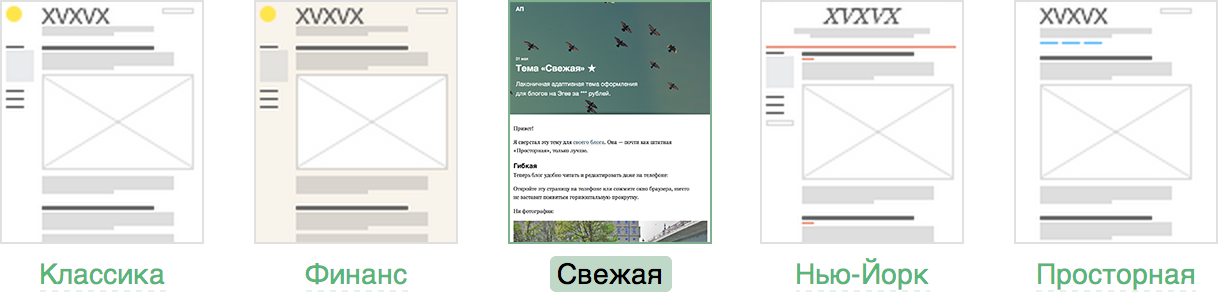 XVXVX
XVXVX
АП
31 мая
Тема «Свежая» ★
Лаконичная адаптивная тема оформления
для блогов на Эгее за *** рублей.
Привет!
Я сверстал эту тему для своего блога. Она — почти как штатная
«Просторная», только лучше.
Гибкая
Теперь блог удобно читать и редактировать даже на телефоне:
Откройте эту страницу на телефоне или сожмите окно браузера, ничто
не заставит появиться горизонтальную прокрутку.
На фотографии:
XVXVX
XVXVX
Классика
Финанс
Свежая
Нью-Йорк
Просторная